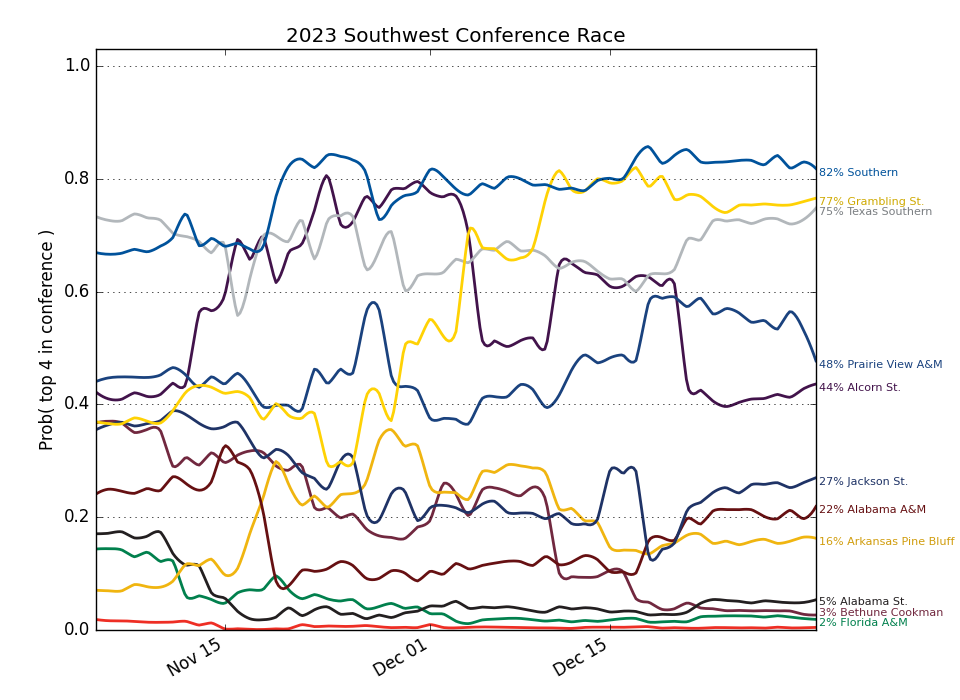 2023 Southwest Conference Race
Prob( top 4 in conference )
1.0
0.8
0.6
0.4
0.2
0.0
Nov 15
Dec 01
Dec 15
82% Southern
77% Grambling St.
75% Texas Southern
48% Prairie View A&M
44% Alcorn St.
27% Jackson St.
22% Alabama A&M
16% Arkansas Pine Bluff
5% Alabama St.
3% Bethune Cookman
2% Florida A&M